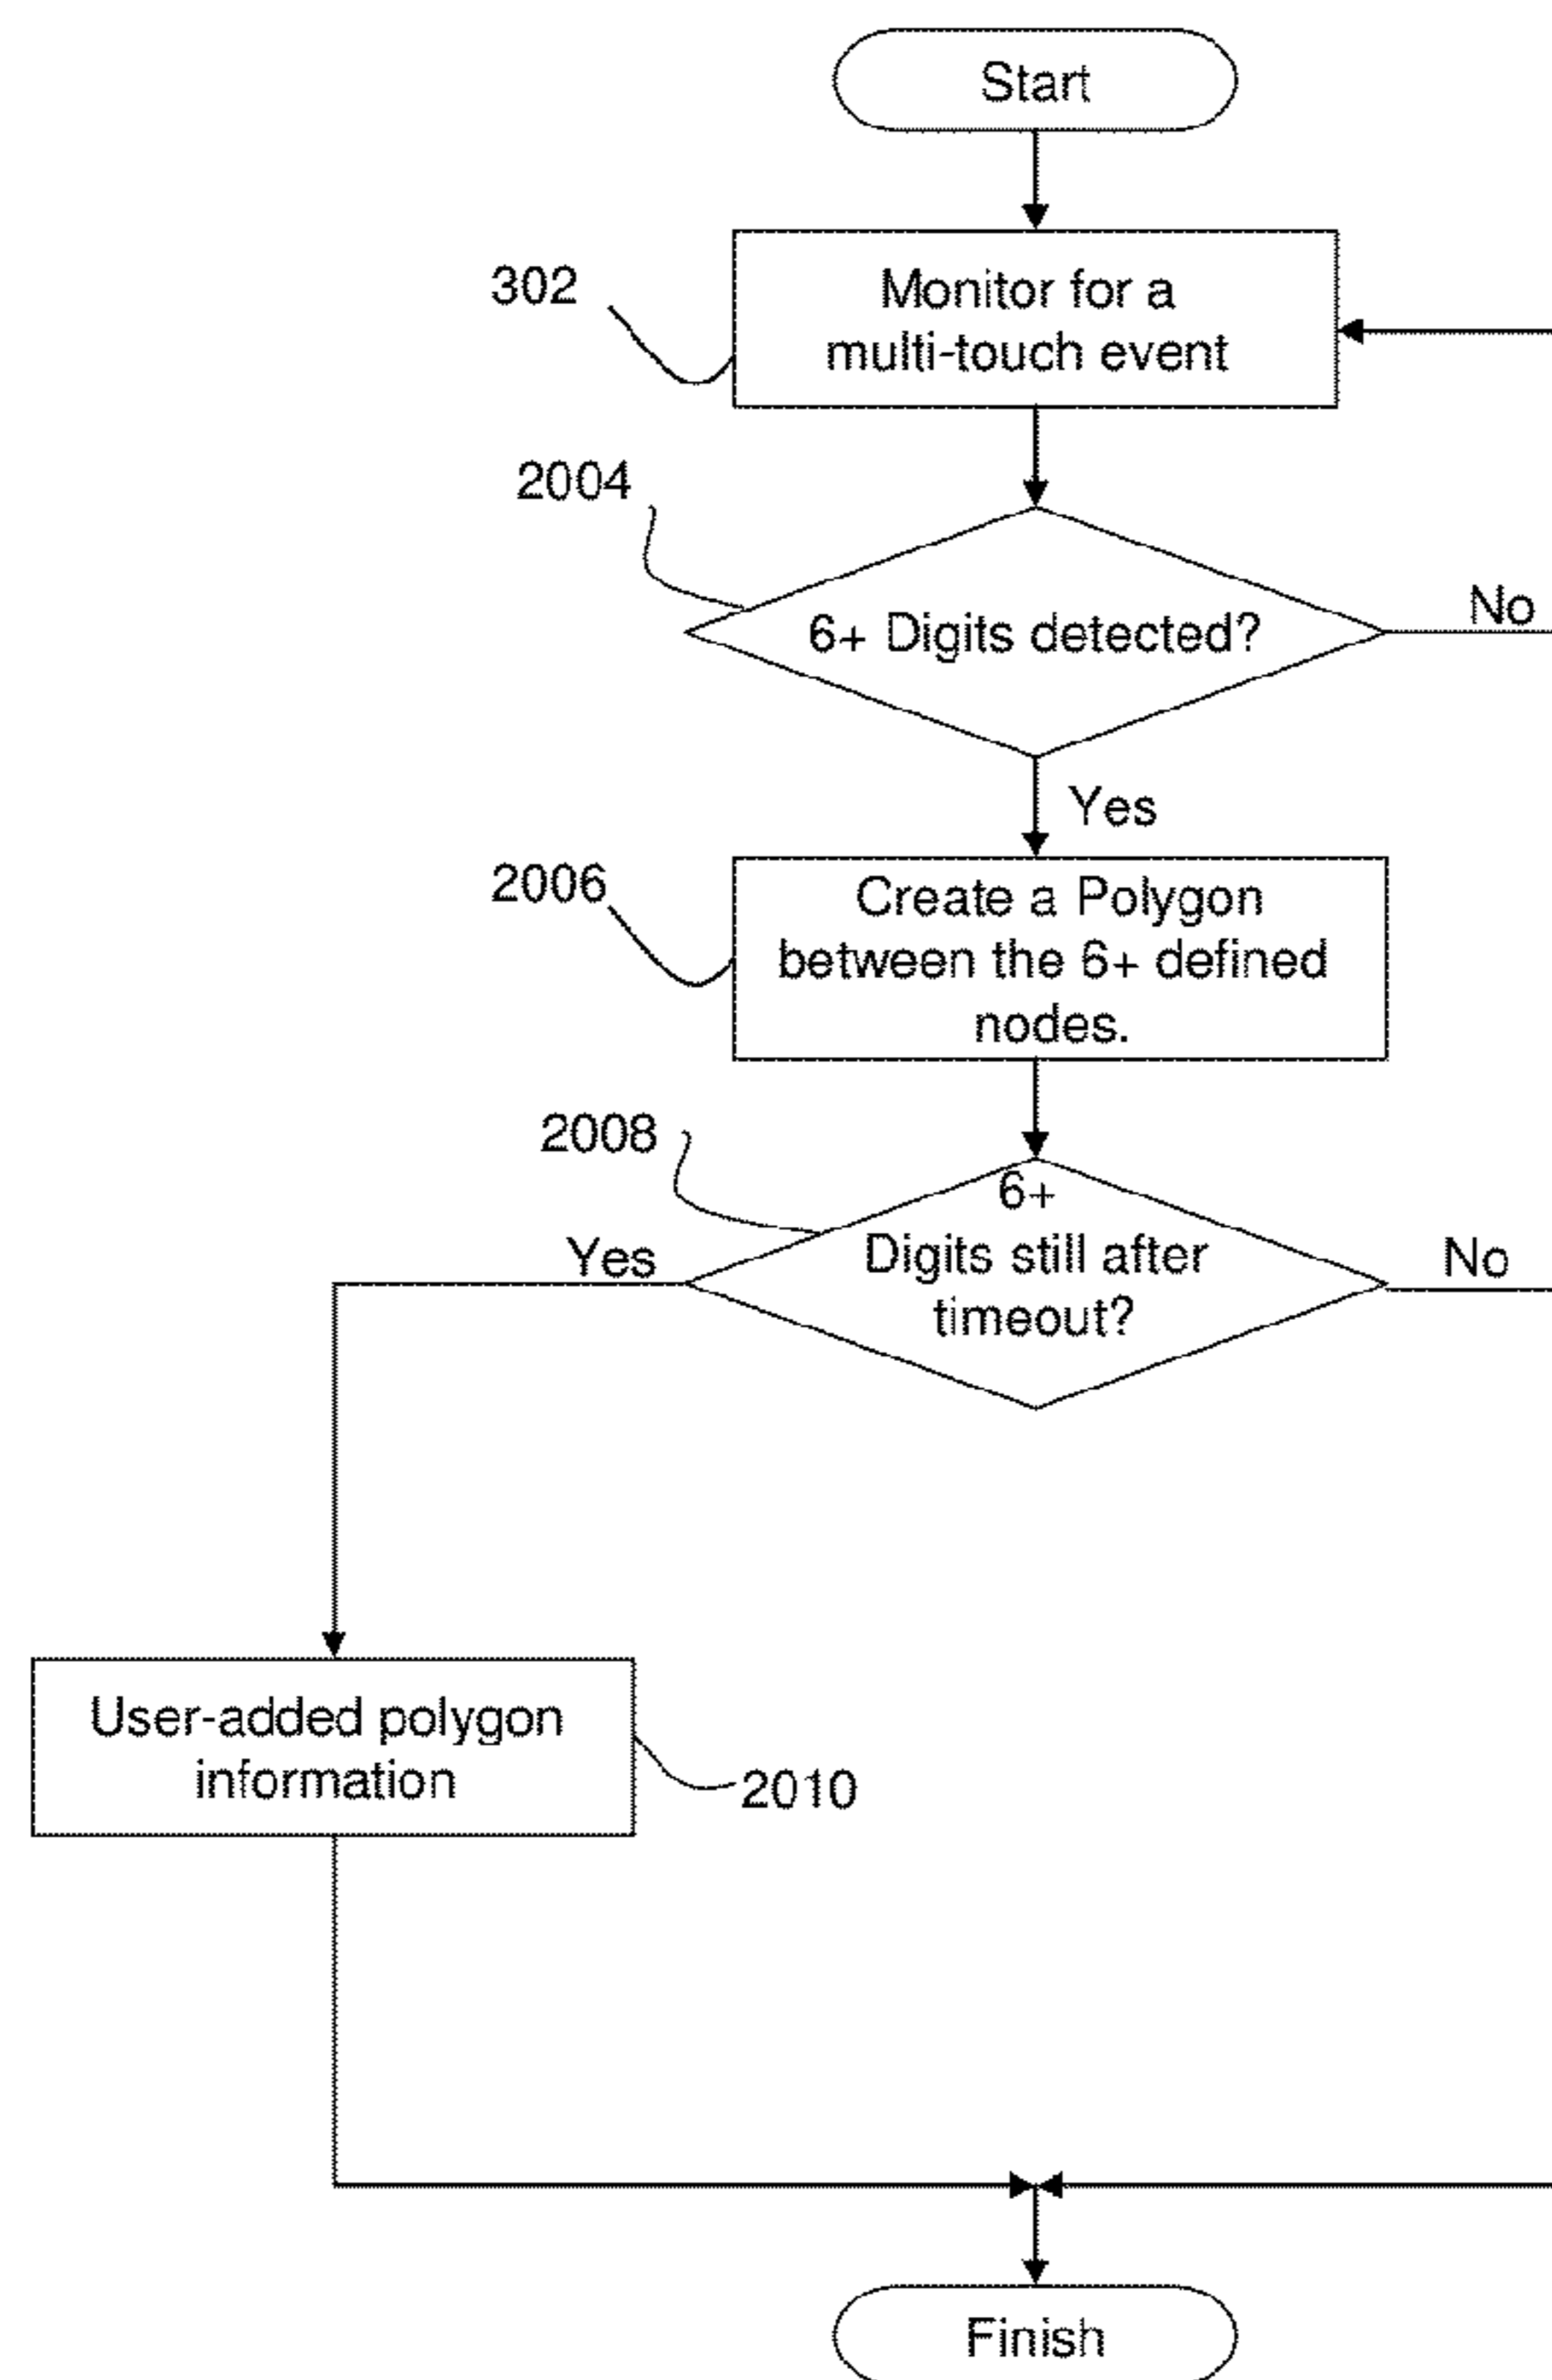 Start
302
Monitor for a
multi-touch event
2004
6+ Digits detected?
No
Yes
2006
Create a Polygon
between the 6+ defined
nodes.
2008
6+
Digits still after
timeout?
Yes
No
User-added polygon
information
2010
Finish